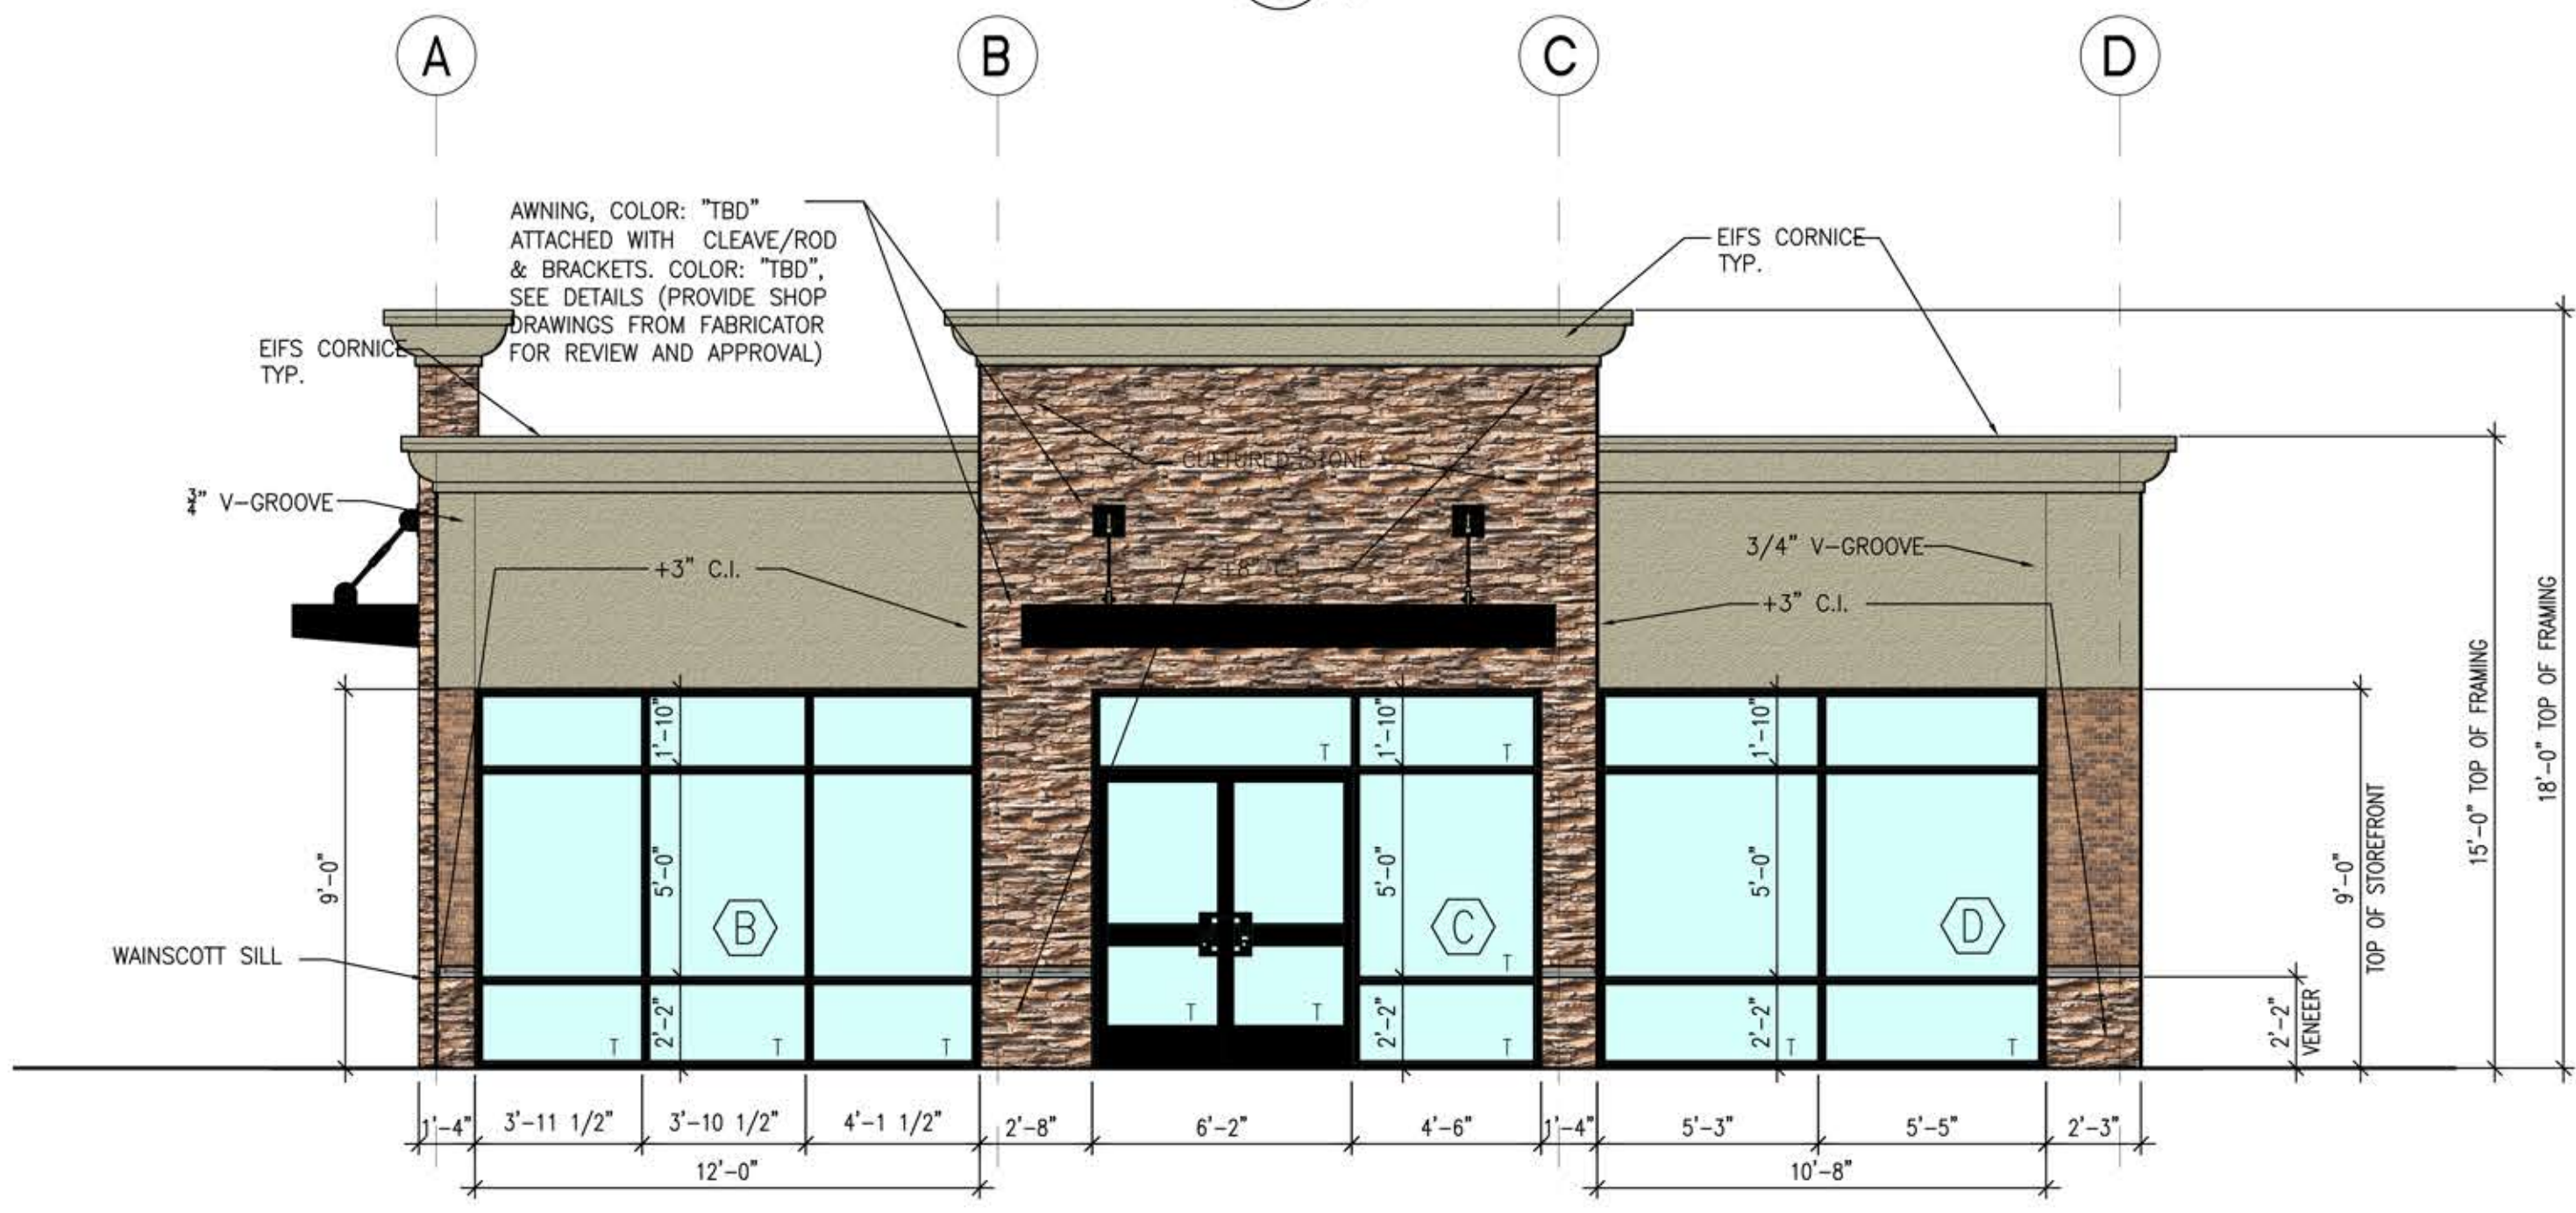 A
B
C
D
AWNING, COLOR: "TBD"
ATTACHED WITH CLEAVE/ROD
& BRACKETS. COLOR: "TBD",
SEE DETAILS (PROVIDE SHOP
DRAWINGS FROM FABRICATOR
FOR REVIEW AND APPROVAL)
EIFS CORNICE
TYP.
EIFS CORNICE
TYP.
CULTURED STONE
3/4" V-GROOVE
3/4" V-GROOVE
+3" C.I.
+8" C.I.
+3" C.I.
18'-0" TOP OF FRAMING
15'-0" TOP OF FRAMING
9'-0"
TOP OF STOREFRONT
2'-2"
VENEER
9'-0"
WAINSCOTT SILL
1'-10"
5'-0"
2'-2"
B
T
T
T
1'-10"
5'-0"
2'-2"
C
T
T
T
T
T
T
1'-10"
5'-0"
2'-2"
D
T
T
1'-4"
3'-11 1/2"
3'-10 1/2"
4'-1 1/2"
2'-8"
6'-2"
4'-6"
1'-4"
5'-3"
5'-5"
2'-3"
12'-0"
10'-8"